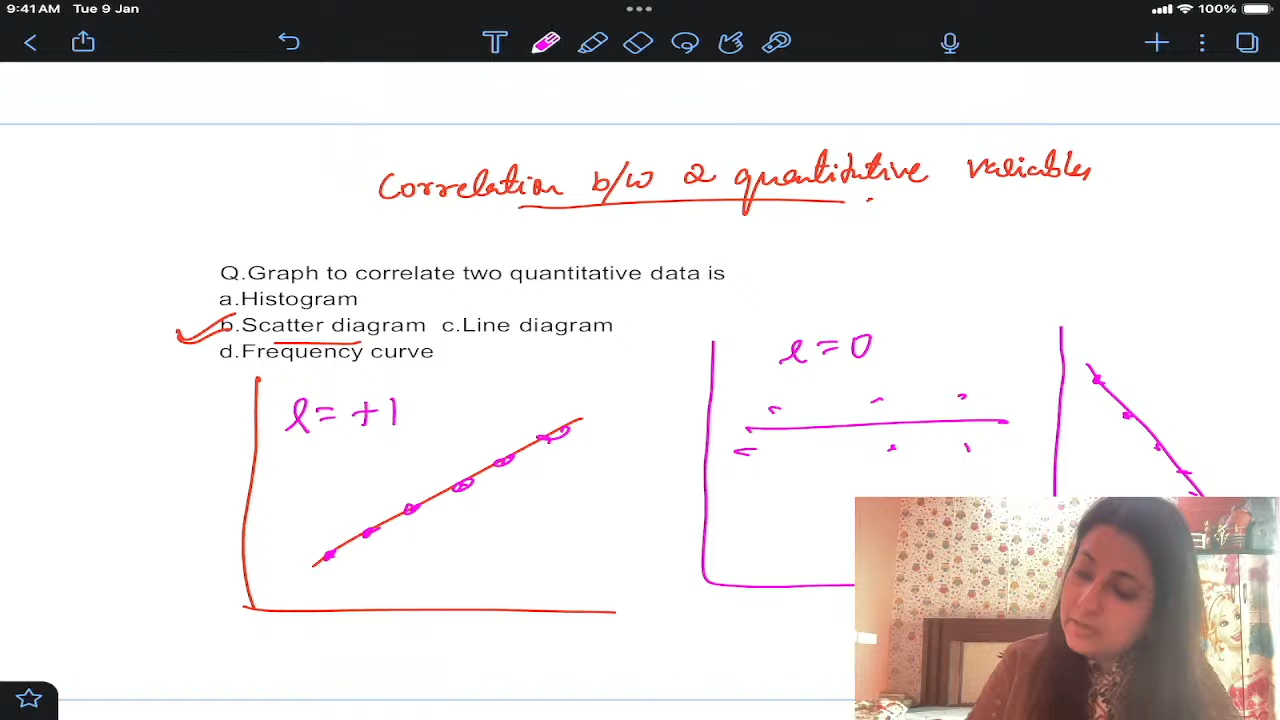 9:41 AM Tue 9 Jan
100%
T
Correlation b/w 2 quantitative variables
Q.Graph to correlate two quantitative data is
a.Histogram
b.Scatter diagram c.Line diagram
d.Frequency curve
r = +1
r = 0